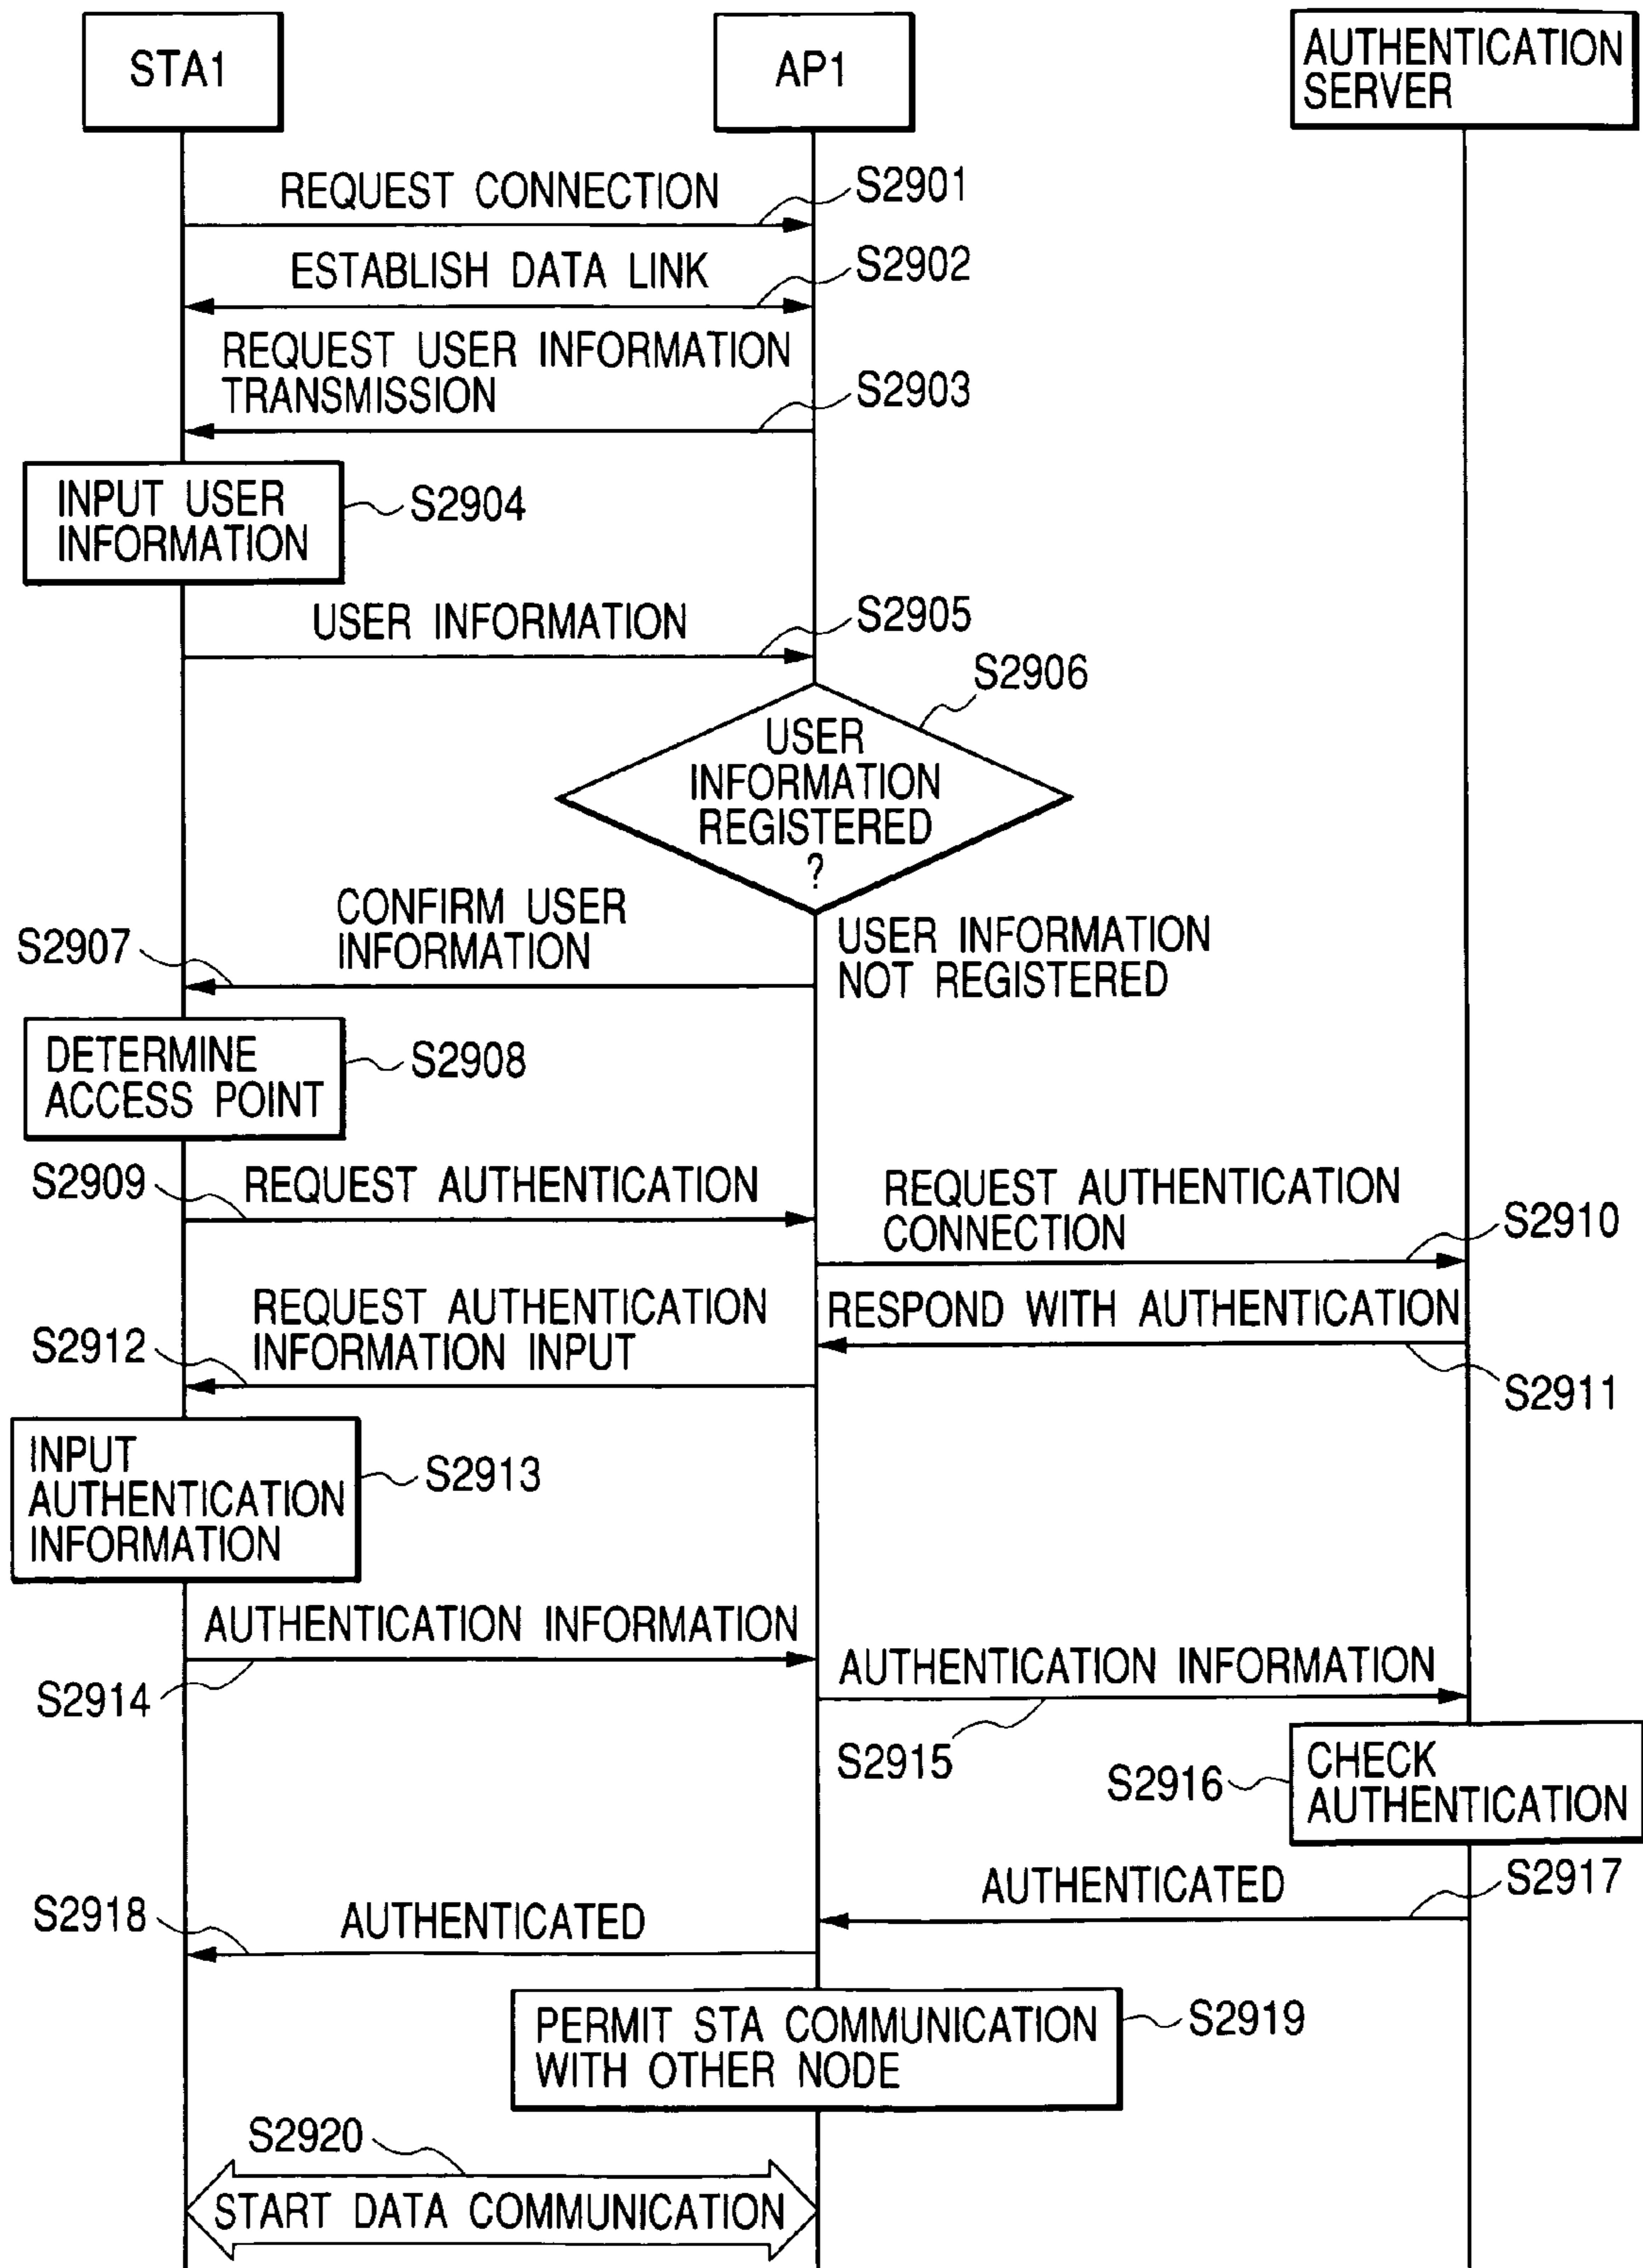 STA1
AP1
AUTHENTICATION
SERVER
REQUEST CONNECTION
S2901
ESTABLISH DATA LINK
S2902
REQUEST USER INFORMATION
TRANSMISSION
S2903
INPUT USER
INFORMATION
S2904
USER INFORMATION
S2905
S2906
USER
INFORMATION
REGISTERED
?
CONFIRM USER
INFORMATION
S2907
USER INFORMATION
NOT REGISTERED
DETERMINE
ACCESS POINT
S2908
S2909
REQUEST AUTHENTICATION
REQUEST AUTHENTICATION
CONNECTION
S2910
RESPOND WITH AUTHENTICATION
S2911
REQUEST AUTHENTICATION
INFORMATION INPUT
S2912
INPUT
AUTHENTICATION
INFORMATION
S2913
AUTHENTICATION INFORMATION
S2914
AUTHENTICATION INFORMATION
S2915
S2916
CHECK
AUTHENTICATION
AUTHENTICATED
S2917
S2918
AUTHENTICATED
PERMIT STA COMMUNICATION
WITH OTHER NODE
S2919
S2920
START DATA COMMUNICATION